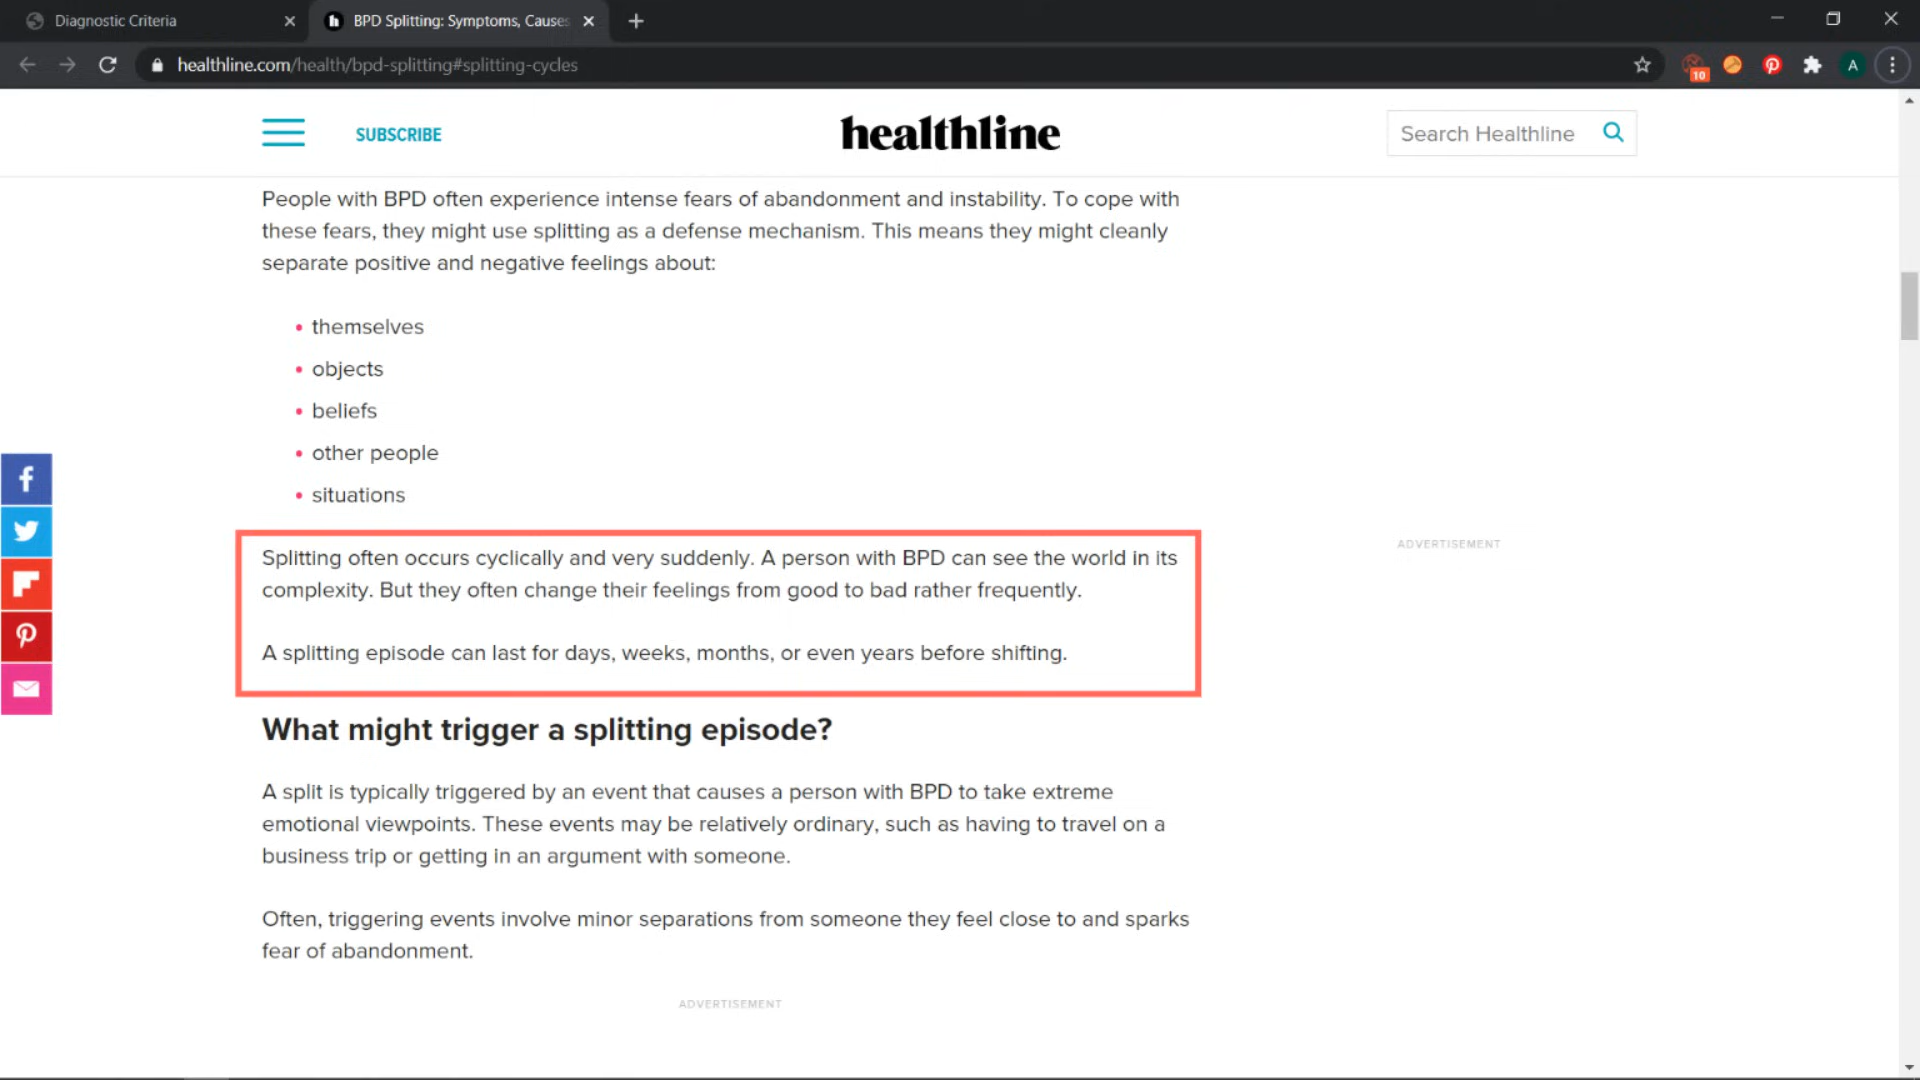 Diagnostic Criteria
BPD Splitting: Symptoms, Causes
healthline.com/health/bpd-splitting#splitting-cycles
10
A
SUBSCRIBE
healthline
Search Healthline
People with BPD often experience intense fears of abandonment and instability. To cope with
these fears, they might use splitting as a defense mechanism. This means they might cleanly
separate positive and negative feelings about:
• themselves
• objects
• beliefs
• other people
• situations
Splitting often occurs cyclically and very suddenly. A person with BPD can see the world in its
complexity. But they often change their feelings from good to bad rather frequently.
A splitting episode can last for days, weeks, months, or even years before shifting.
ADVERTISEMENT
What might trigger a splitting episode?
A split is typically triggered by an event that causes a person with BPD to take extreme
emotional viewpoints. These events may be relatively ordinary, such as having to travel on a
business trip or getting in an argument with someone.
Often, triggering events involve minor separations from someone they feel close to and sparks
fear of abandonment.
ADVERTISEMENT